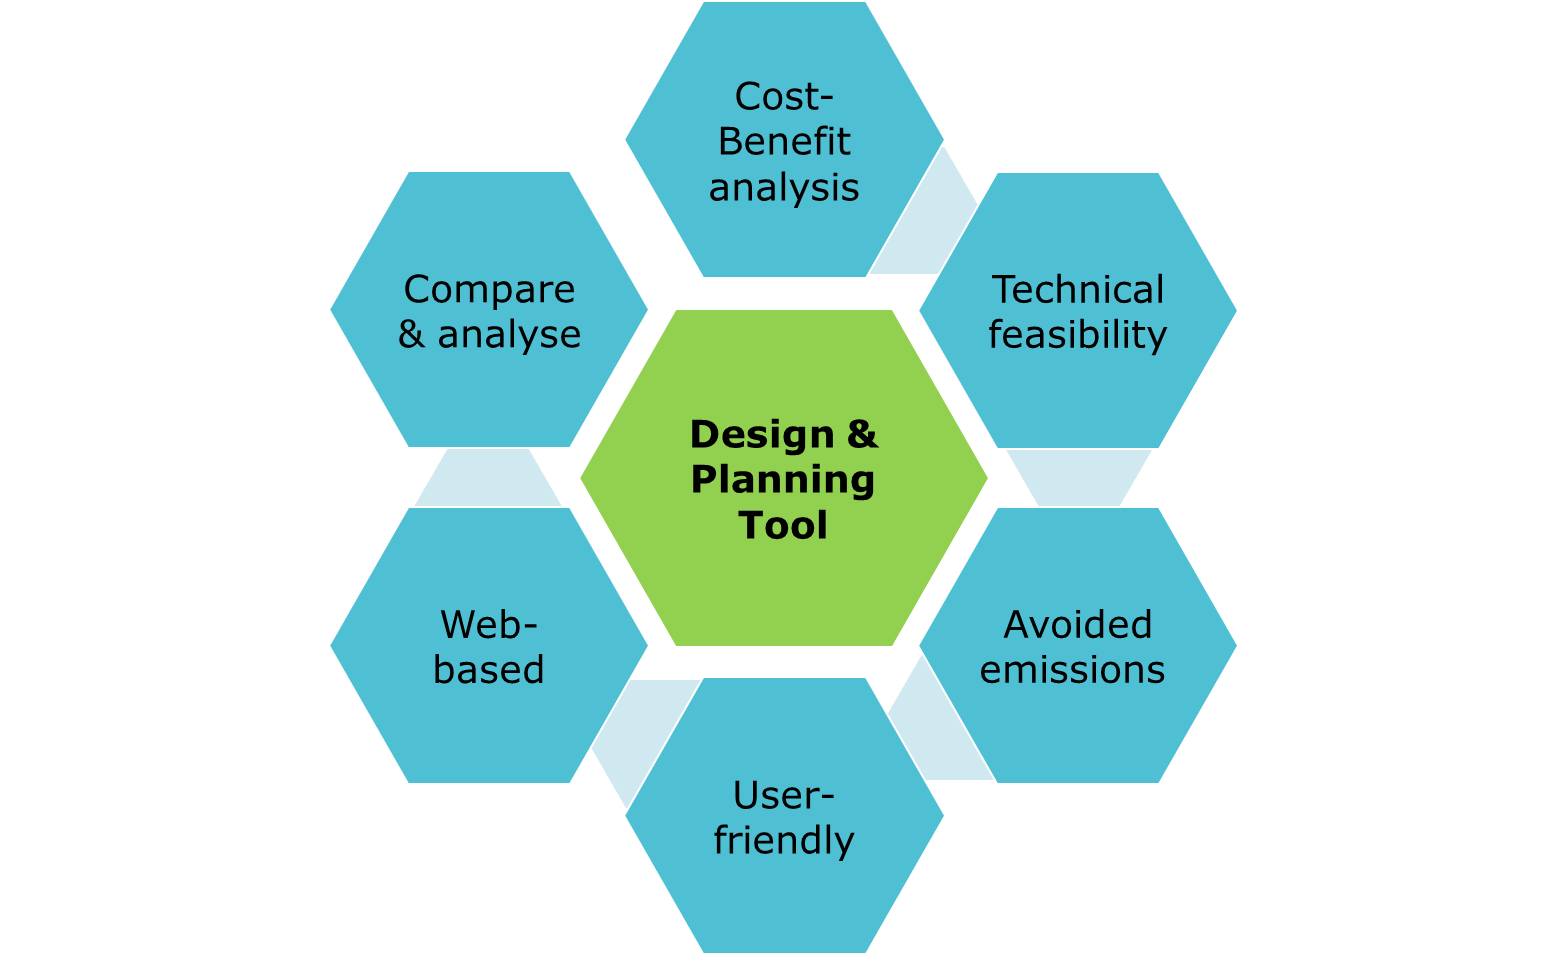 Cost-
Benefit
analysis
Compare
& analyse
Technical
feasibility
Design &
Planning
Tool
Web-
based
Avoided
emissions
User-
friendly